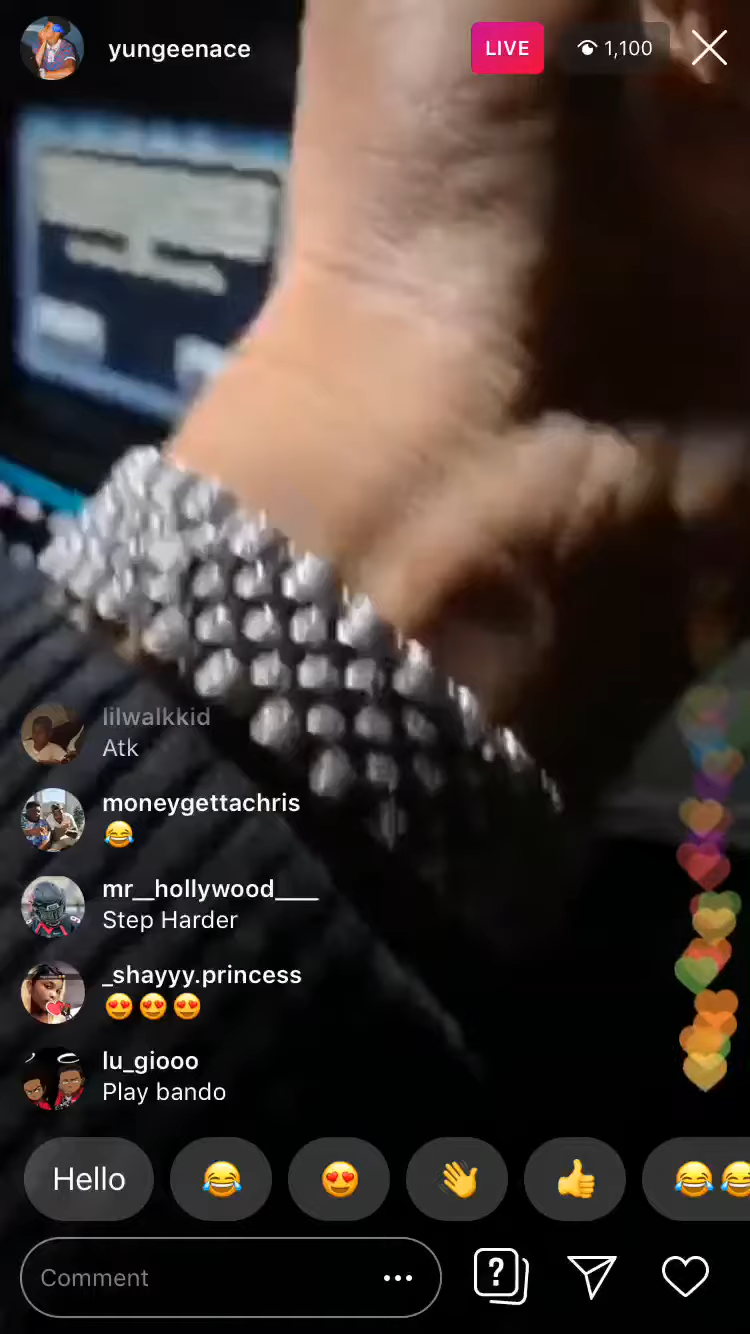 yungeenace
LIVE
1,100
lilwalkkid
Atk
moneygettachris
😂
mr__hollywood____
Step Harder
_shayyy.princess
😍😍😍
lu_giooo
Play bando
Hello 😂 😍 👋 👍 😂😂
Comment
?